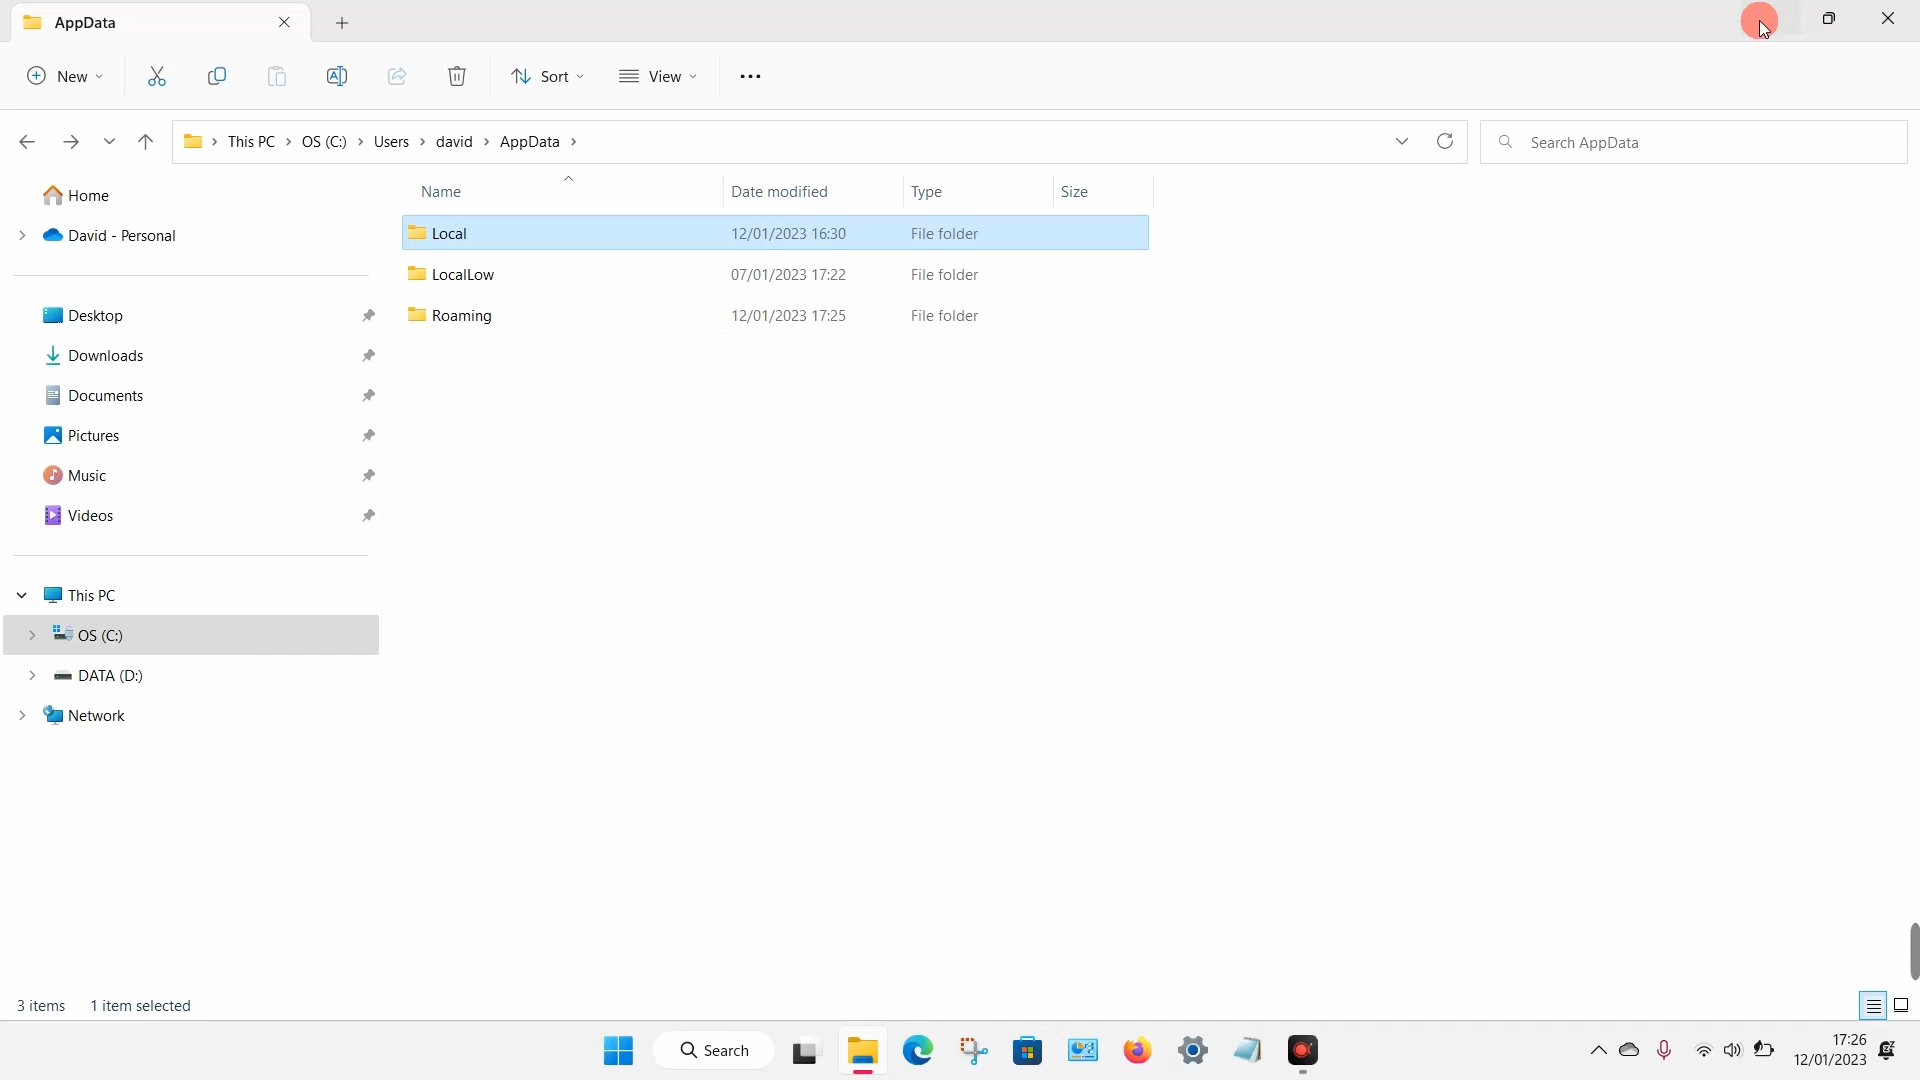 AppData
New
Sort
View
This PC > OS (C:) > Users > david > AppData >
Search AppData
Home
David - Personal
Desktop
Downloads
Documents
Pictures
Music
Videos
This PC
OS (C:)
DATA (D:)
Network
Name Date modified Type Size
Local 12/01/2023 16:30 File folder
LocalLow 07/01/2023 17:22 File folder
Roaming 12/01/2023 17:25 File folder
3 items 1 item selected
Search
17:26
12/01/2023